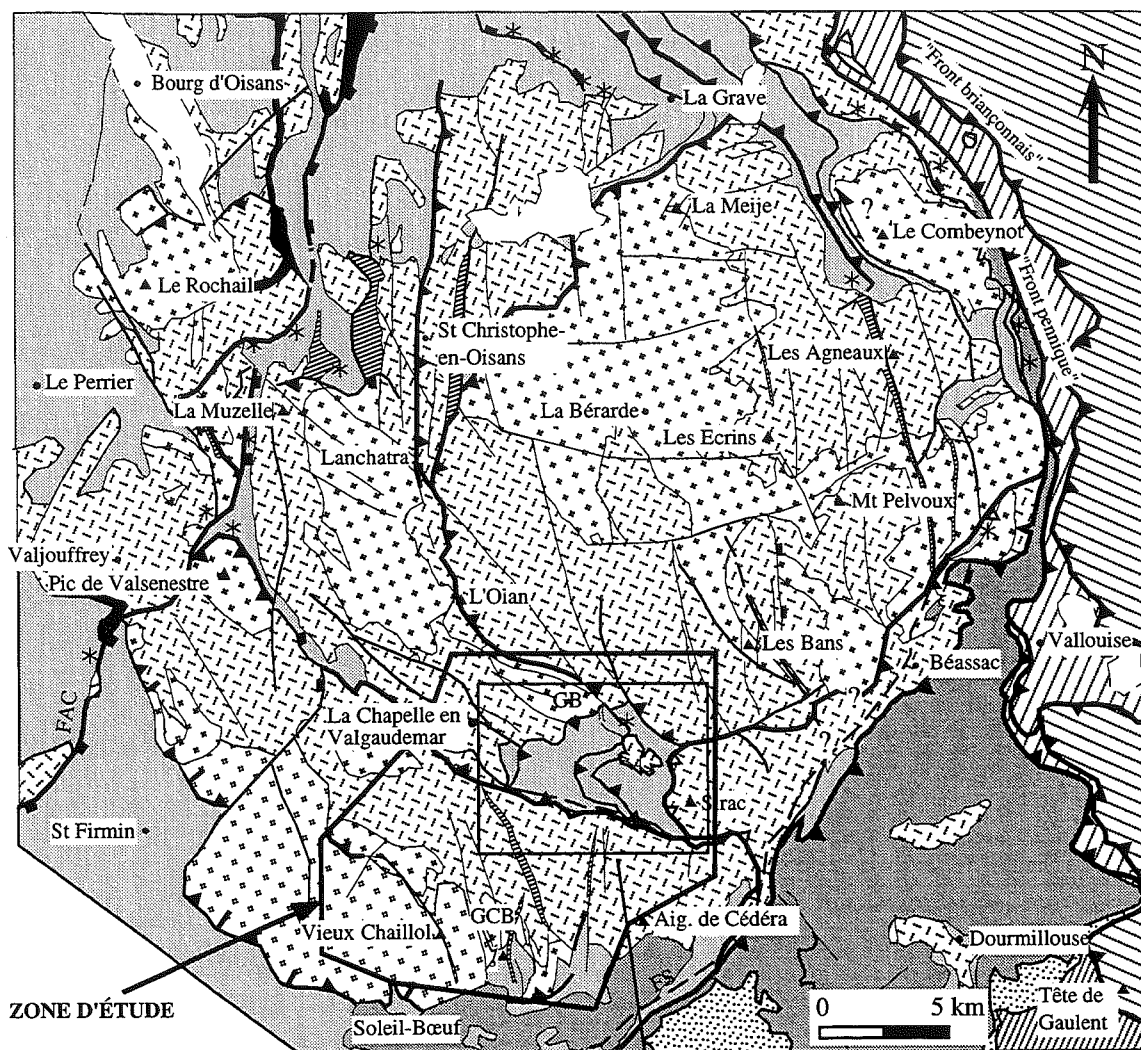 Bourg d'Oisans
La Grave
"Front briançonnais"
N
La Meije
?
Le Combeynot
Le Rochail
"Front pennique"
St Christophe-
en-Oisans
Les Agneaux
Le Perrier
La Muzelle
La Bérarde
Lanchatra
Les Ecrins
Mt Pelvoux
Valjouffrey
Pic de Valsenestre
L'Oian
Les Bans
Béassac
Vallouise
FAC
GB
?
La Chapelle en
Valgaudemar
?
Sirac
St Firmin
GCB
Vieux Chaillol
Aig. de Cédéra
Dourmillouse
FS
ZONE D'ÉTUDE
Soleil-Bœuf
0 5 km
Tête de
Gaulent